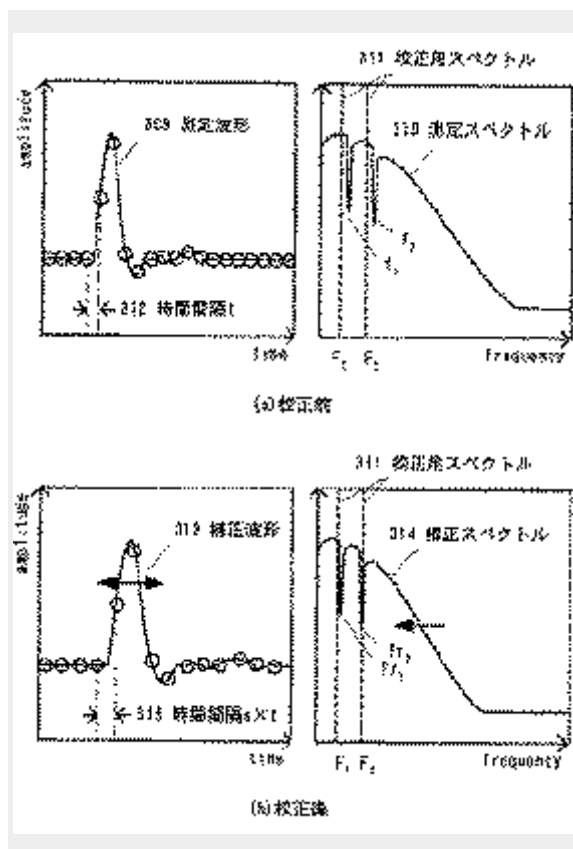 amplitude
309 測定波形
312 時間間隔t
time
311 校正用スペクトル
310 測定スペクトル
f₁
f₂
F₁ F₂
frequency
(a)校正前
amplitude
313 補正波形
315 時間間隔s×t
time
311 校正用スペクトル
314 補正スペクトル
F₁ F₂
frequency
(b)校正後